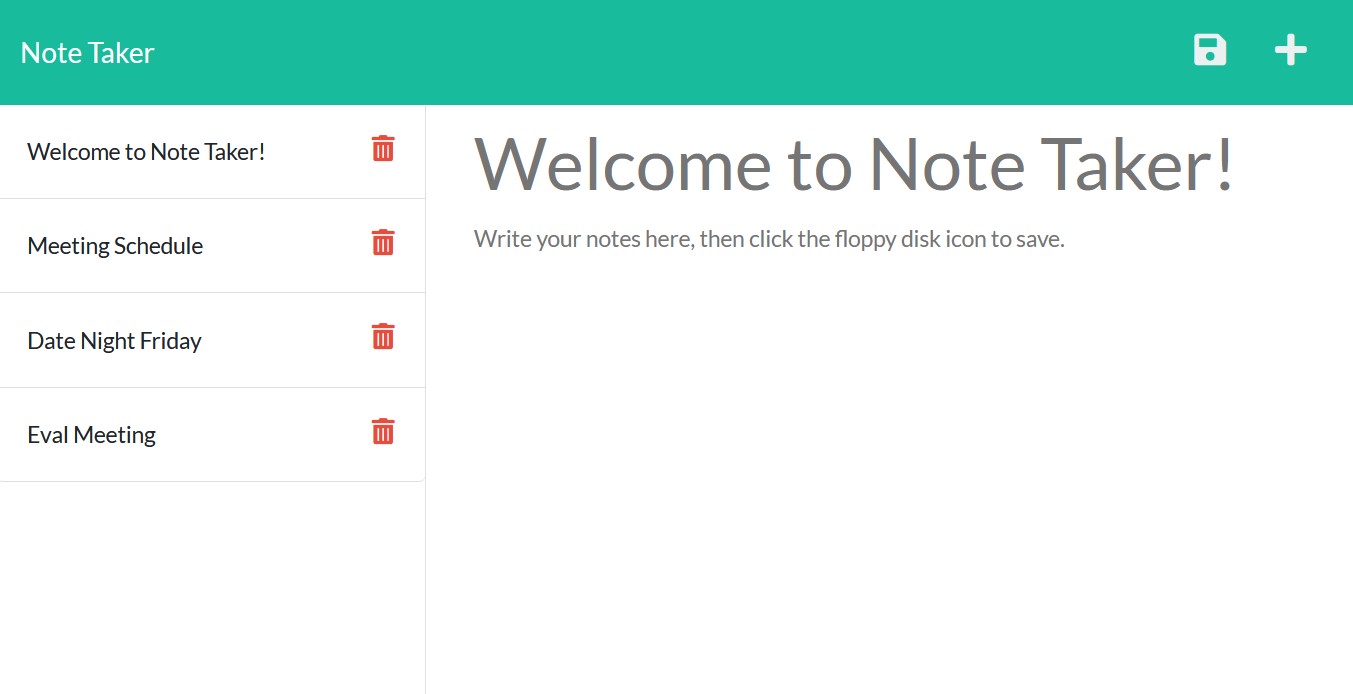 Note Taker
Welcome to Note Taker!
Meeting Schedule
Date Night Friday
Eval Meeting
Welcome to Note Taker!
Write your notes here, then click the floppy disk icon to save.